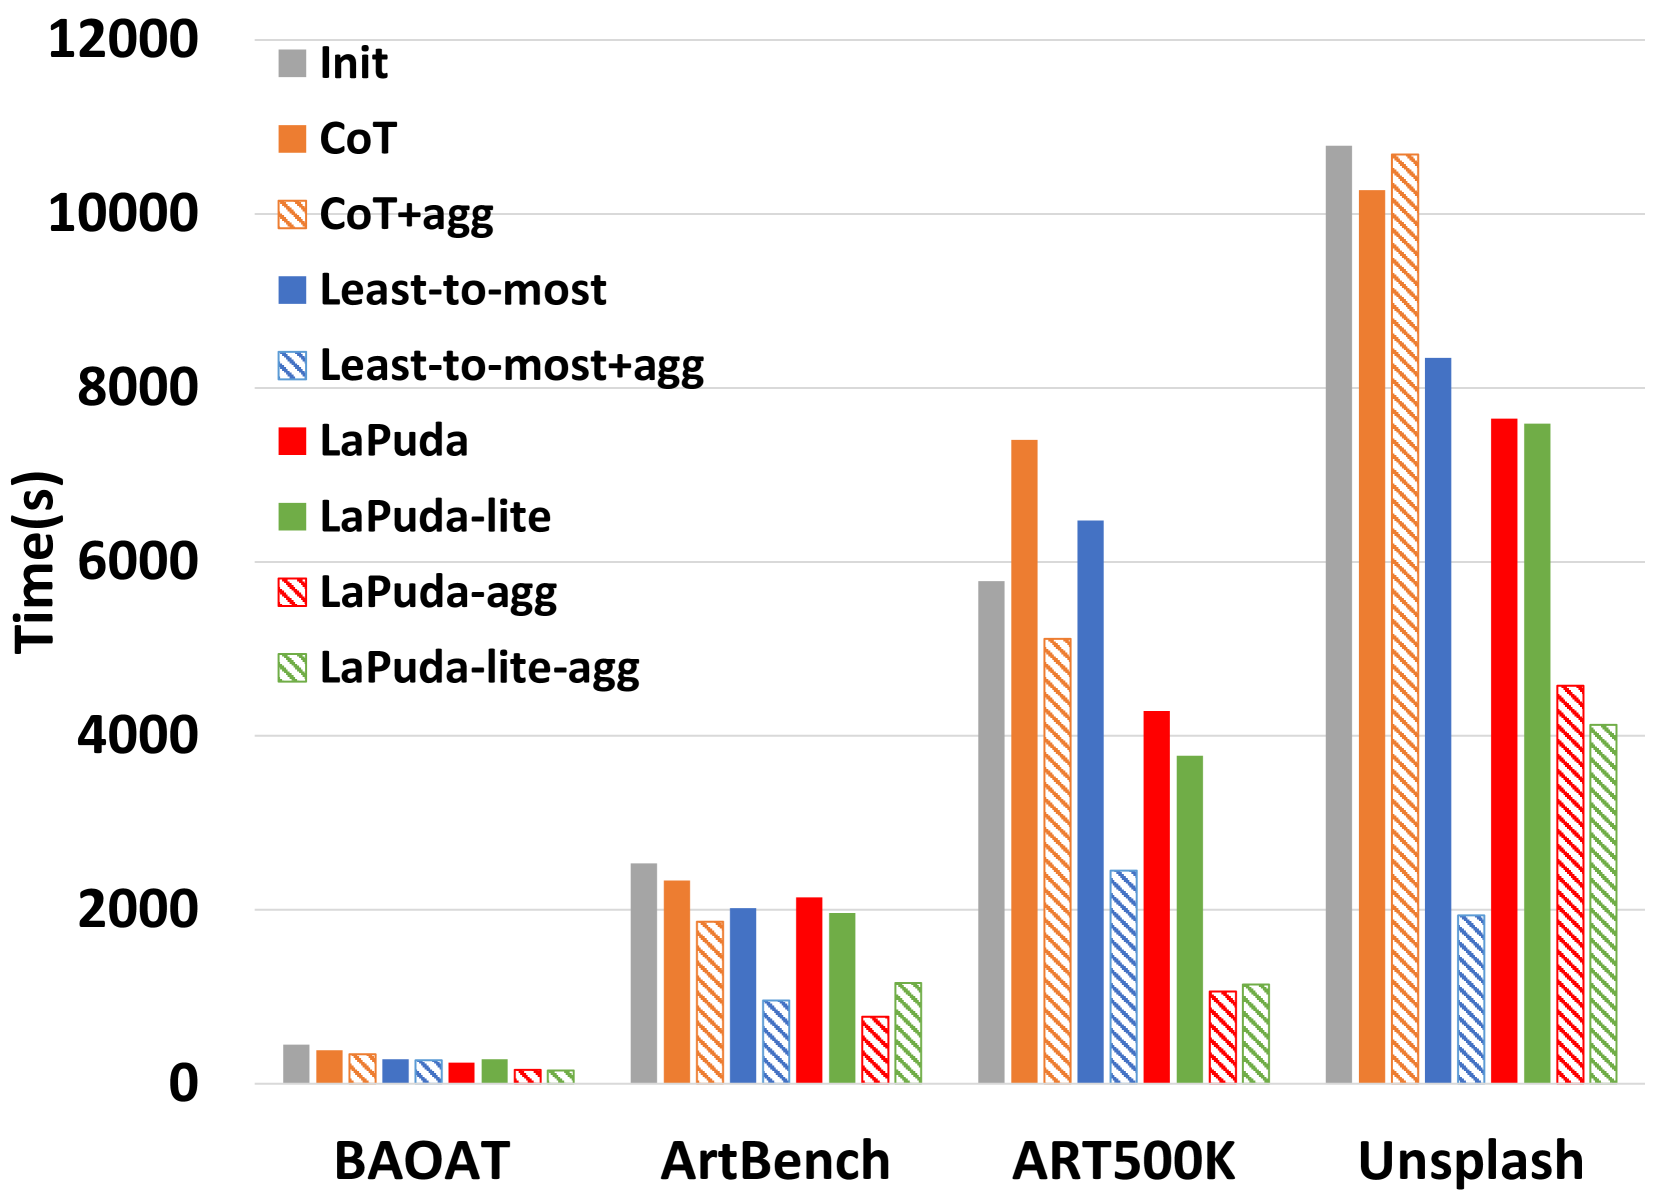 12000
10000
8000
6000
4000
2000
0
Time(s)
Init
CoT
CoT+agg
Least-to-most
Least-to-most+agg
LaPuda
LaPuda-lite
LaPuda-agg
LaPuda-lite-agg
BAOAT
ArtBench
ART500K
Unsplash